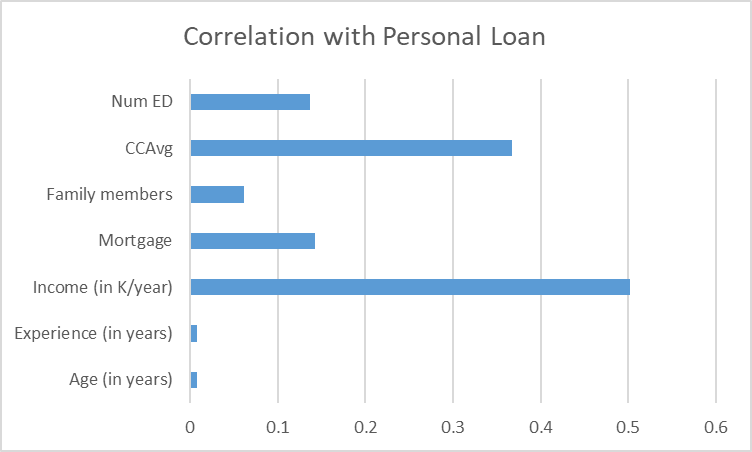 Correlation with Personal Loan
Num ED
CCAvg
Family members
Mortgage
Income (in K/year)
Experience (in years)
Age (in years)
0 0.1 0.2 0.3 0.4 0.5 0.6